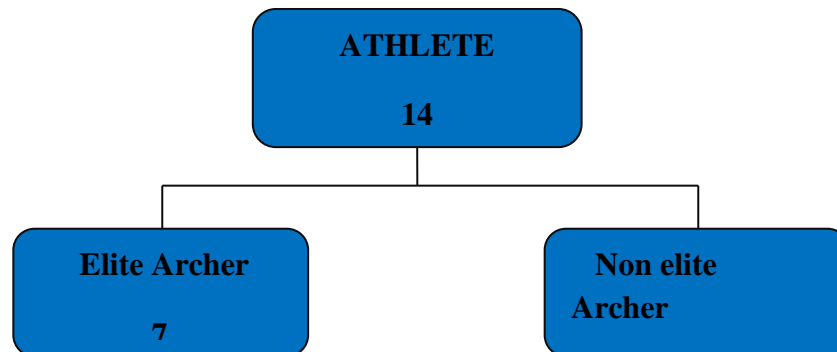 ATHLETE
14
Elite Archer
7
Non elite
Archer